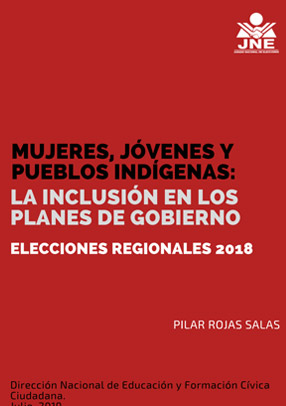 JNE
MUJERES, JÓVENES Y
PUEBLOS INDÍGENAS:
LA INCLUSIÓN EN LOS
PLANES DE GOBIERNO
ELECCIONES REGIONALES 2018
PILAR ROJAS SALAS
Dirección Nacional de Educación y Formación Cívica
Ciudadana.